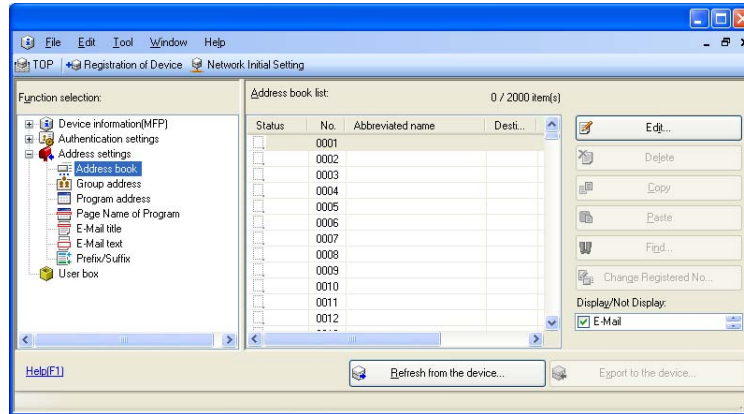 File Edit Tool Window Help
TOP Registration of Device Network Initial Setting
Function selection:
Device information(MFP)
Authentication settings
Address settings
Address book
Group address
Program address
Page Name of Program
E-Mail title
E-Mail text
Prefix/Suffix
User box
Address book list: 0 / 2000 item(s)
Status No. Abbreviated name Desti...
0001
0002
0003
0004
0005
0006
0007
0008
0009
0010
0011
0012
Edit...
Delete
Copy
Paste
Find...
Change Registered No...
Display/Not Display:
E-Mail
Help(F1)
Refresh from the device...
Export to the device...